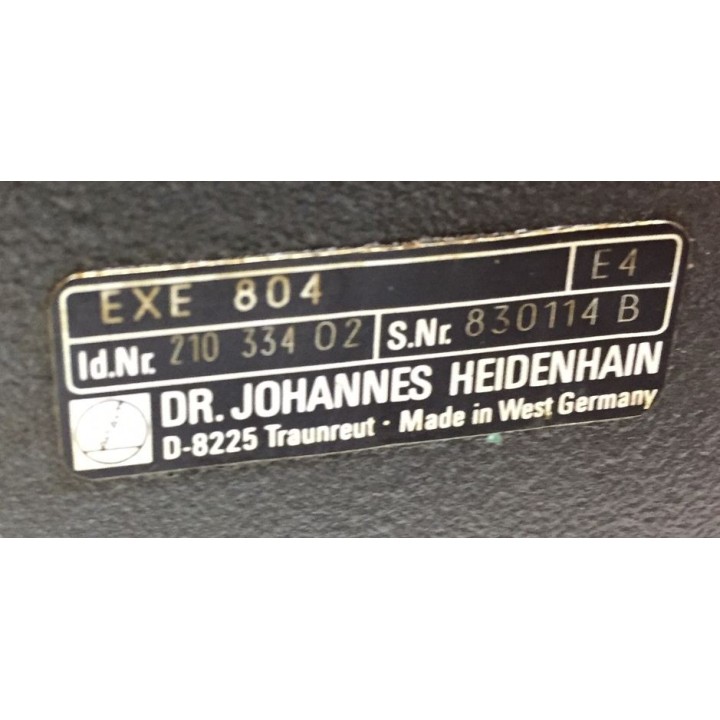 EXE 804 E4
Id.Nr. 210 334 02 S.Nr. 830114 B
DR. JOHANNES HEIDENHAIN
D-8225 Traunreut · Made in West Germany